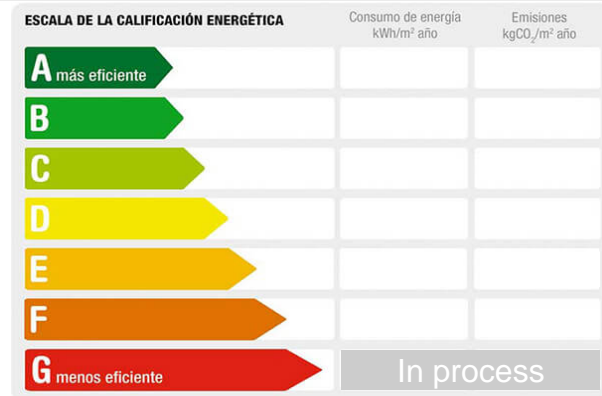 ESCALA DE LA CALIFICACIÓN ENERGÉTICA
Consumo de energía
kWh/m² año
Emisiones
kgCO₂/m² año
A más eficiente
B
C
D
E
F
G menos eficiente
In process